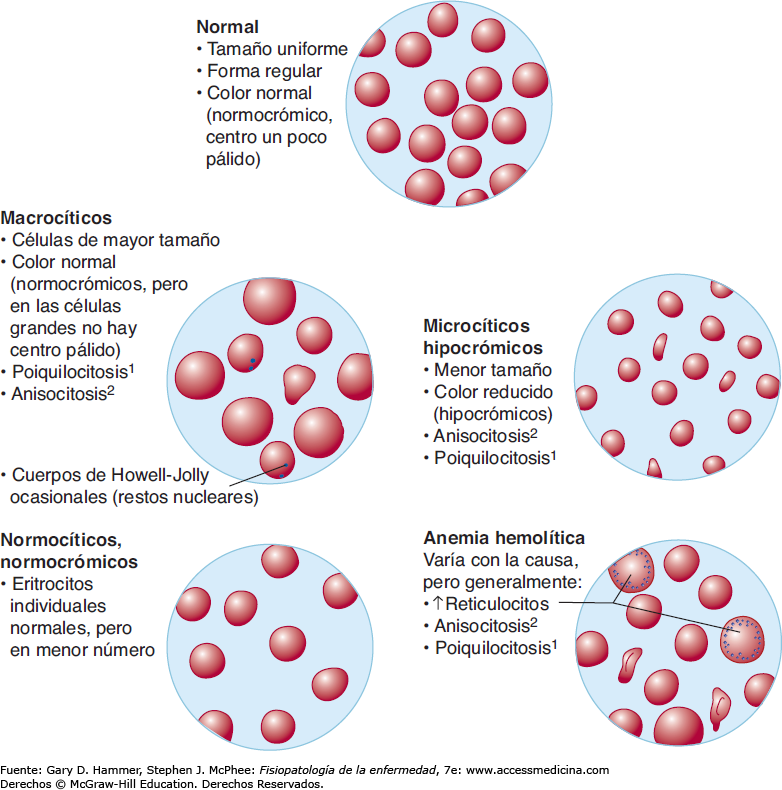 Normal
• Tamaño uniforme
• Forma regular
• Color normal
(normocrómico,
centro un poco
pálido)
Macrocíticos
• Células de mayor tamaño
• Color normal
(normocrómicos, pero
en las células
grandes no hay
centro pálido)
• Poiquilocitosis¹
• Anisocitosis²
• Cuerpos de Howell-Jolly
ocasionales (restos nucleares)
Microcíticos
hipocrómicos
• Menor tamaño
• Color reducido
(hipocrómicos)
• Anisocitosis²
• Poiquilocitosis¹
Normocíticos,
normocrómicos
• Eritrocitos
individuales
normales, pero
en menor número
Anemia hemolítica
Varía con la causa,
pero generalmente:
• ↑Reticulocitos
• Anisocitosis²
• Poiquilocitosis¹
Fuente: Gary D. Hammer, Stephen J. McPhee: Fisiopatología de la enfermedad, 7e: www.accessmedicina.com
Derechos © McGraw-Hill Education. Derechos Reservados.